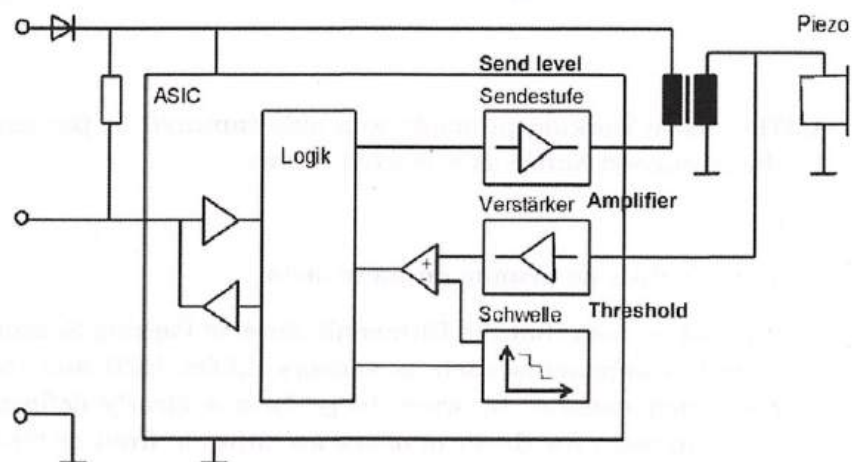 Piezo
Send level
ASIC
Sendestufe
Logik
Verstärker
Amplifier
+
Schwelle
Threshold